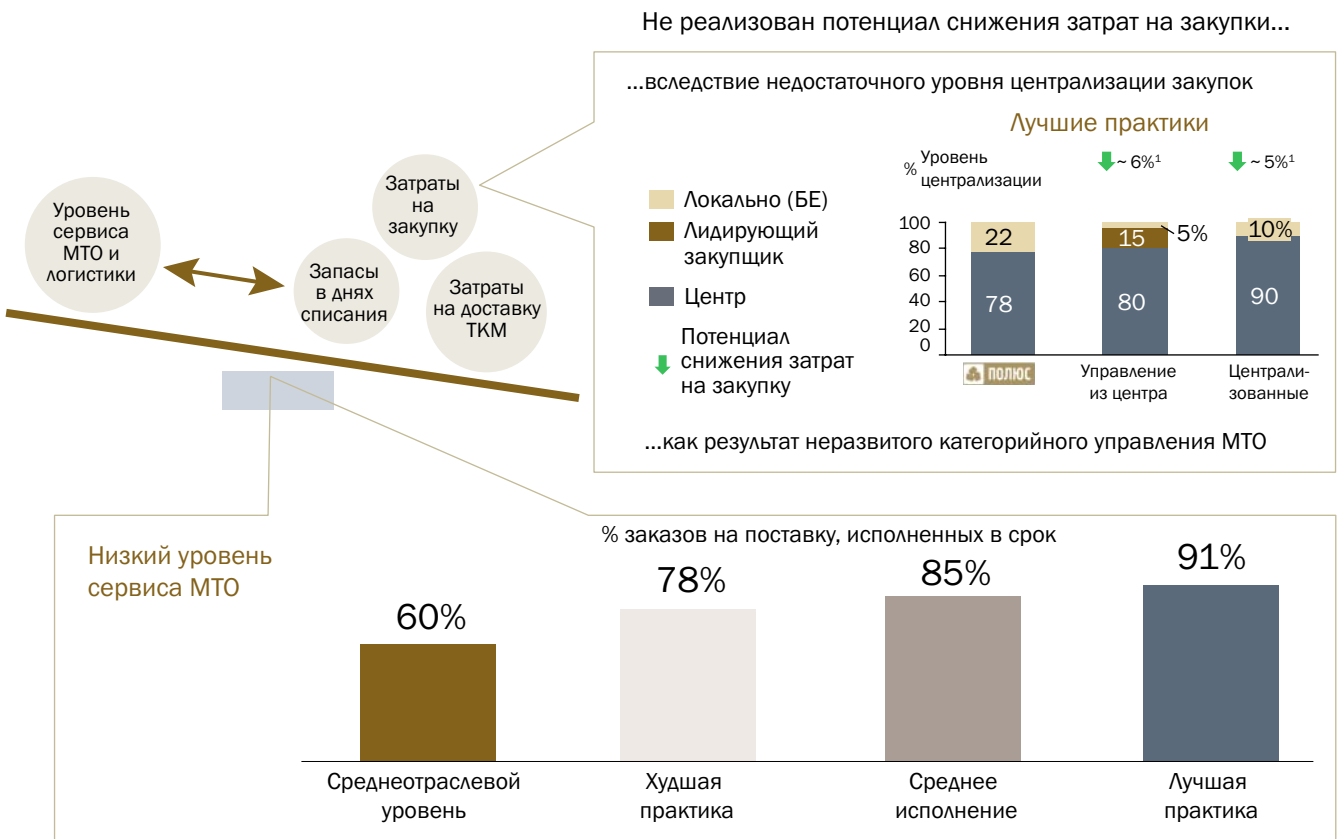 Не реализован потенциал снижения затрат на закупки...
...вследствие недостаточного уровня централизации закупок
Лучшие практики
% Уровень
централизации
~ 6%¹
~ 5%¹
Локально (БЕ)
Лидирующий
закупщик
Центр
Потенциал
снижения затрат
на закупку
100
80
60
40
20
0
22
78
15
5%
80
10%
90
ПОЛЮС
Управление
из центра
Централи-
зованные
...как результат неразвитого категорийного управления МТО
Уровень
сервиса
МТО и
логистики
Запасы
в днях
списания
Затраты
на
закупку
Затраты
на доставку
ТКМ
Низкий уровень
сервиса МТО
% заказов на поставку, исполненных в срок
60%
78%
85%
91%
Среднеотраслевой
уровень
Худшая
практика
Среднее
исполнение
Лучшая
практика